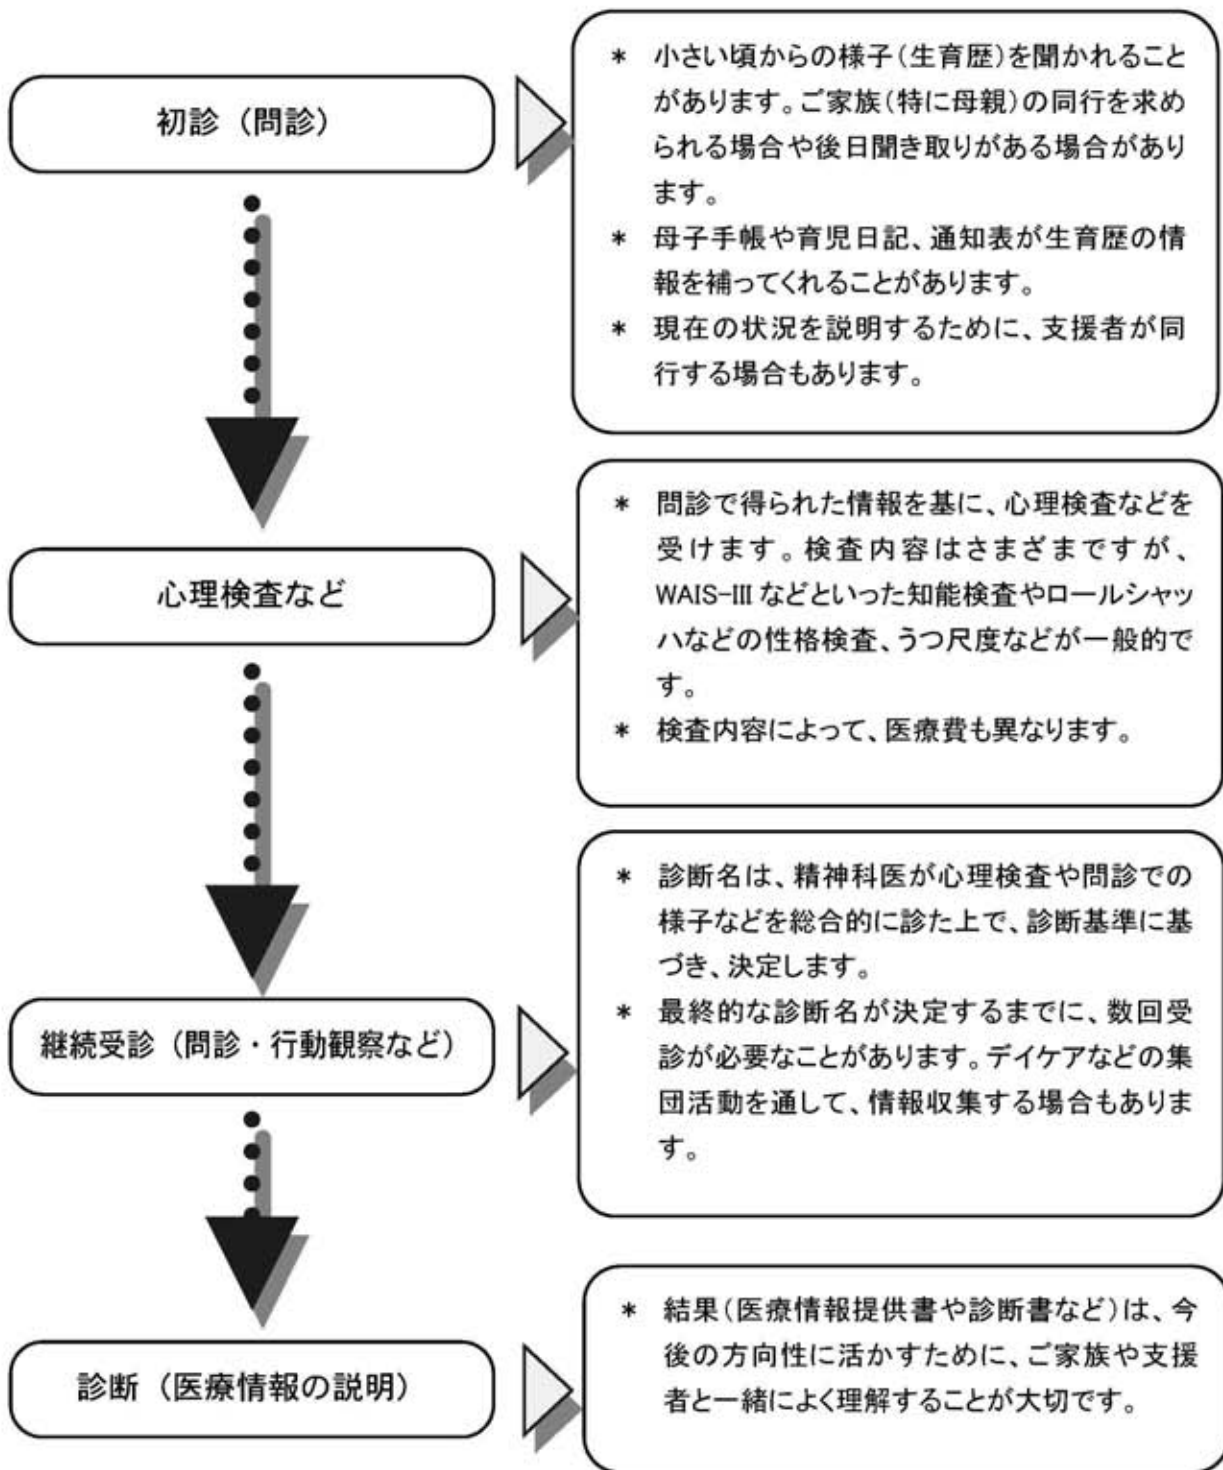 初診（問診）
* 小さい頃からの様子（生育歴）を聞かれること
があります。ご家族（特に母親）の同行を求め
られる場合や後日聞き取りがある場合があり
ます。
* 母子手帳や育児日記、通知表が生育歴の情
報を補ってくれることがあります。
* 現在の状況を説明するために、支援者が同
行する場合もあります。
心理検査など
* 問診で得られた情報を基に、心理検査などを
受けます。検査内容はさまざまですが、
WAIS-III などといった知能検査やロールシャッ
ハなどの性格検査、うつ尺度などが一般的で
す。
* 検査内容によって、医療費も異なります。
継続受診（問診・行動観察など）
* 診断名は、精神科医が心理検査や問診での
様子などを総合的に診た上で、診断基準に基
づき、決定します。
* 最終的な診断名が決定するまでに、数回受
診が必要なことがあります。デイケアなどの集
団活動を通して、情報収集する場合もありま
す。
診断（医療情報の説明）
* 結果（医療情報提供書や診断書など）は、今
後の方向性に活かすために、ご家族や支援
者と一緒によく理解することが大切です。